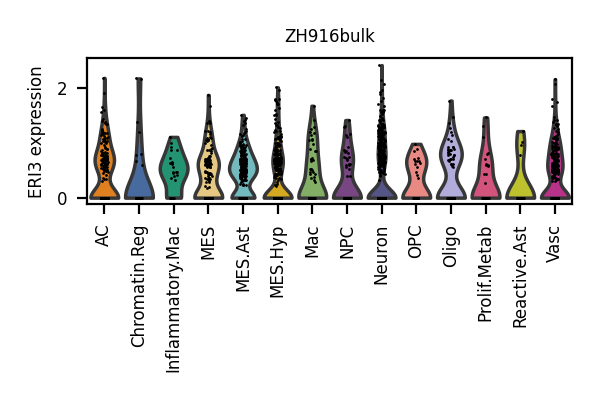 ZH916bulk
ERI3 expression
2
0
AC
Chromatin.Reg
Inflammatory.Mac
MES
MES.Ast
MES.Hyp
Mac
NPC
Neuron
OPC
Oligo
Prolif.Metab
Reactive.Ast
Vasc